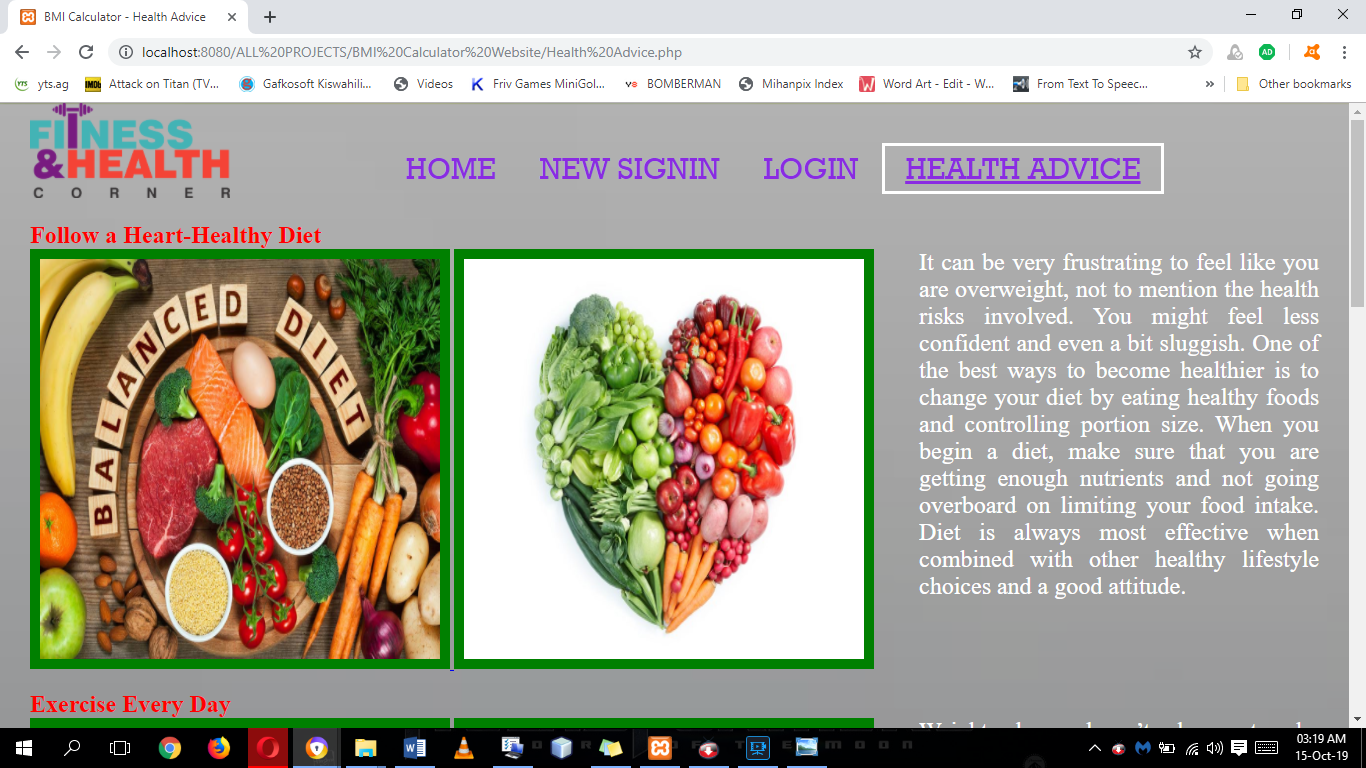 BMI Calculator - Health Advice
localhost:8080/ALL%20PROJECTS/BMI%20Calculator%20Website/Health%20Advice.php
AD
yts.ag
IMDb
Attack on Titan (TV...
Gafkosoft Kiswahili...
Videos
Friv Games MiniGol...
BOMBERMAN
Mihanpix Index
Word Art - Edit - W...
From Text To Speec...
»
Other bookmarks
FITNESS
&HEALTH
CORNER
HOME
NEW SIGNIN
LOGIN
HEALTH ADVICE
Follow a Heart-Healthy Diet
BALANCED DIET
It can be very frustrating to feel like you
are overweight, not to mention the health
risks involved. You might feel less
confident and even a bit sluggish. One of
the best ways to become healthier is to
change your diet by eating healthy foods
and controlling portion size. When you
begin a diet, make sure that you are
getting enough nutrients and not going
overboard on limiting your food intake.
Diet is always most effective when
combined with other healthy lifestyle
choices and a good attitude.
Exercise Every Day
03:19 AM
15-Oct-19